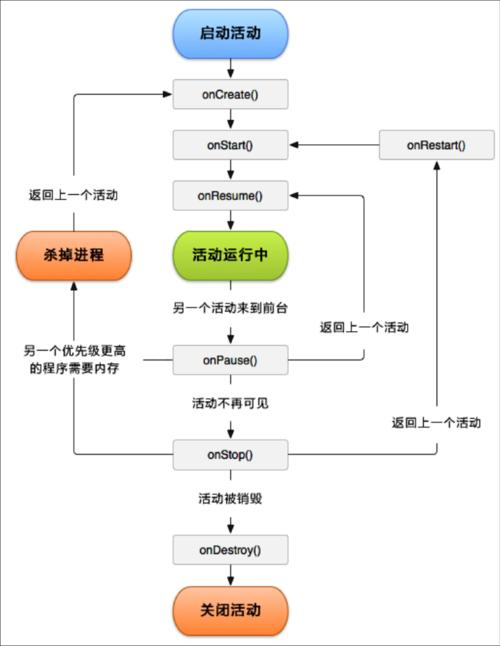 启动活动
onCreate()
onStart()
onRestart()
onResume()
返回上一个活动
杀掉进程
活动运行中
另一个活动来到前台
返回上一个活动
另一个优先级更高
的程序需要内存
onPause()
活动不再可见
返回上一个活动
onStop()
活动被销毁
onDestroy()
关闭活动